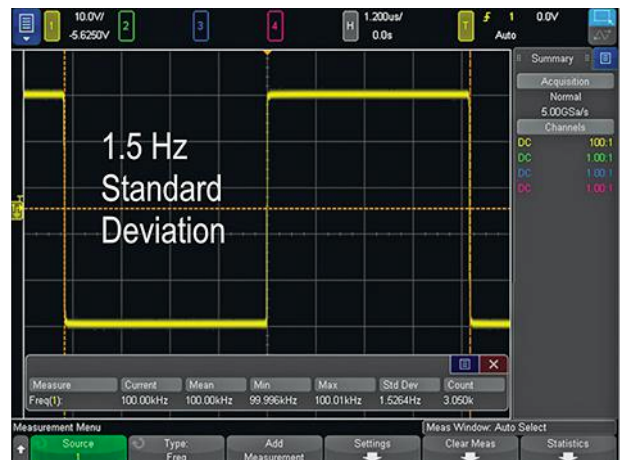 1 10.0V/ 2 3 4 H 1.200us/ T 1 0.0V
-5.6250V 0.0s Auto
Summary
Acquisition
Normal
5.00GSa/s
Channels
DC 100:1
DC 1.00:1
DC 1.00:1
DC 1.00:1
1.5 Hz
Standard
Deviation
Measure Current Mean Min Max Std Dev Count
Freq(1): 100.00kHz 100.00kHz 99.996kHz 100.01kHz 1.5264Hz 3.050k
Measurement Menu Meas Window: Auto Select
Source Type: Add Settings Clear Meas Statistics
1 Freq Measurement